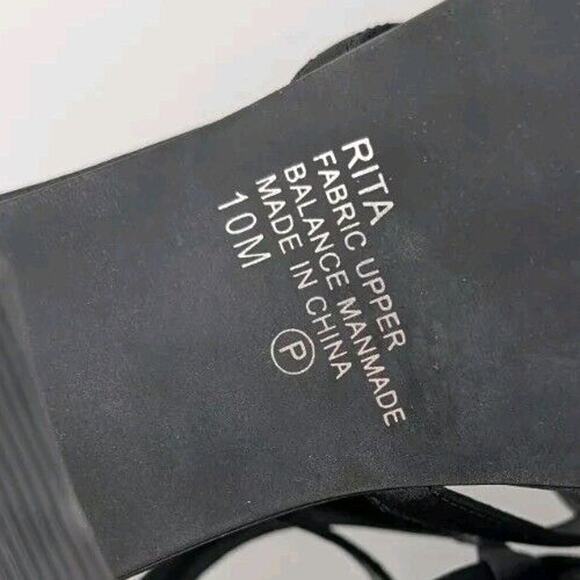 RITA
FABRIC UPPER
BALANCE MANMADE
MADE IN CHINA
10M
P